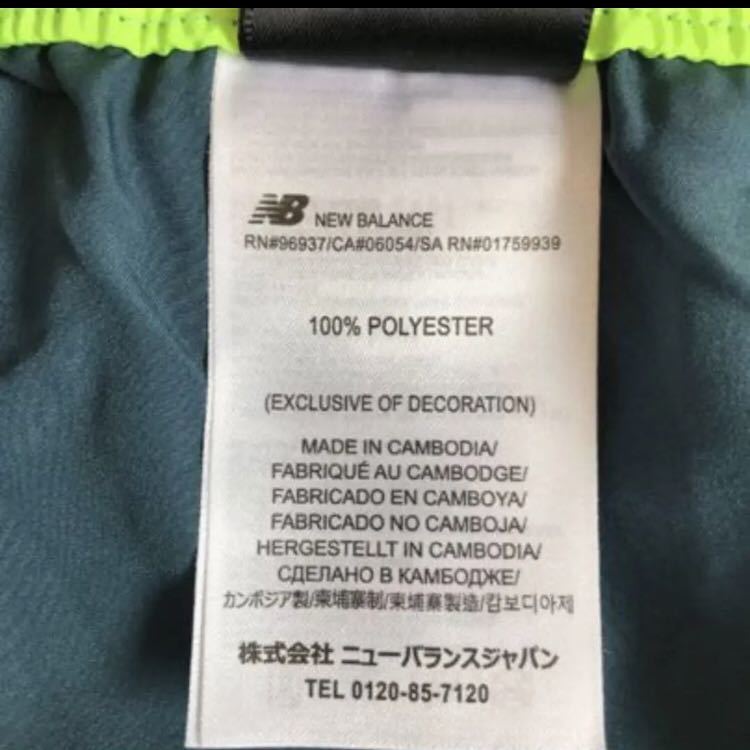 NB NEW BALANCE
RN#96937/CA#06054/SA RN#01759939
100% POLYESTER
(EXCLUSIVE OF DECORATION)
MADE IN CAMBODIA/
FABRIQUÉ AU CAMBODGE/
FABRICADO EN CAMBOYA/
FABRICADO NO CAMBOJA/
HERGESTELLT IN CAMBODIA/
СДЕЛАНО В КАМБОДЖЕ/
カンボジア製/柬埔寨制/柬埔寨製造/캄보디아제
株式会社 ニューバランスジャパン
TEL 0120-85-7120